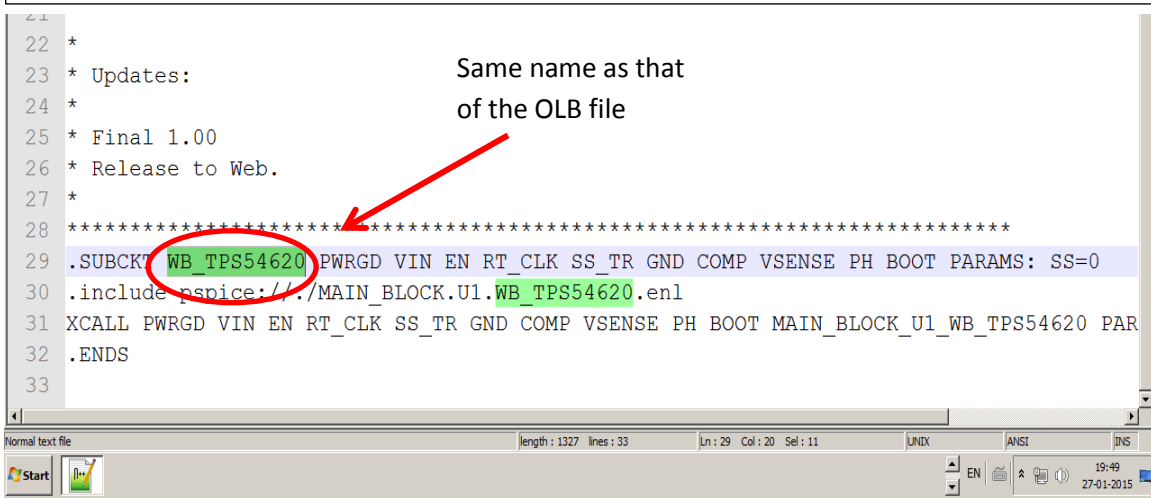 21
22 *
Same name as that
of the OLB file
23 * Updates:
24 *
25 * Final 1.00
26 * Release to Web.
27 *
28 ***************************************************************************
29 .SUBCKT WB_TPS54620 PWRGD VIN EN RT_CLK SS_TR GND COMP VSENSE PH BOOT PARAMS: SS=0
30 .include pspice://./MAIN_BLOCK.U1.WB_TPS54620.enl
31 XCALL PWRGD VIN EN RT_CLK SS_TR GND COMP VSENSE PH BOOT MAIN_BLOCK_U1_WB_TPS54620 PAR
32 .ENDS
33
Normal text file length : 1327 lines : 33 Ln : 29 Col : 20 Sel : 11 UNIX ANSI INS
Start EN 19:49
27-01-2015